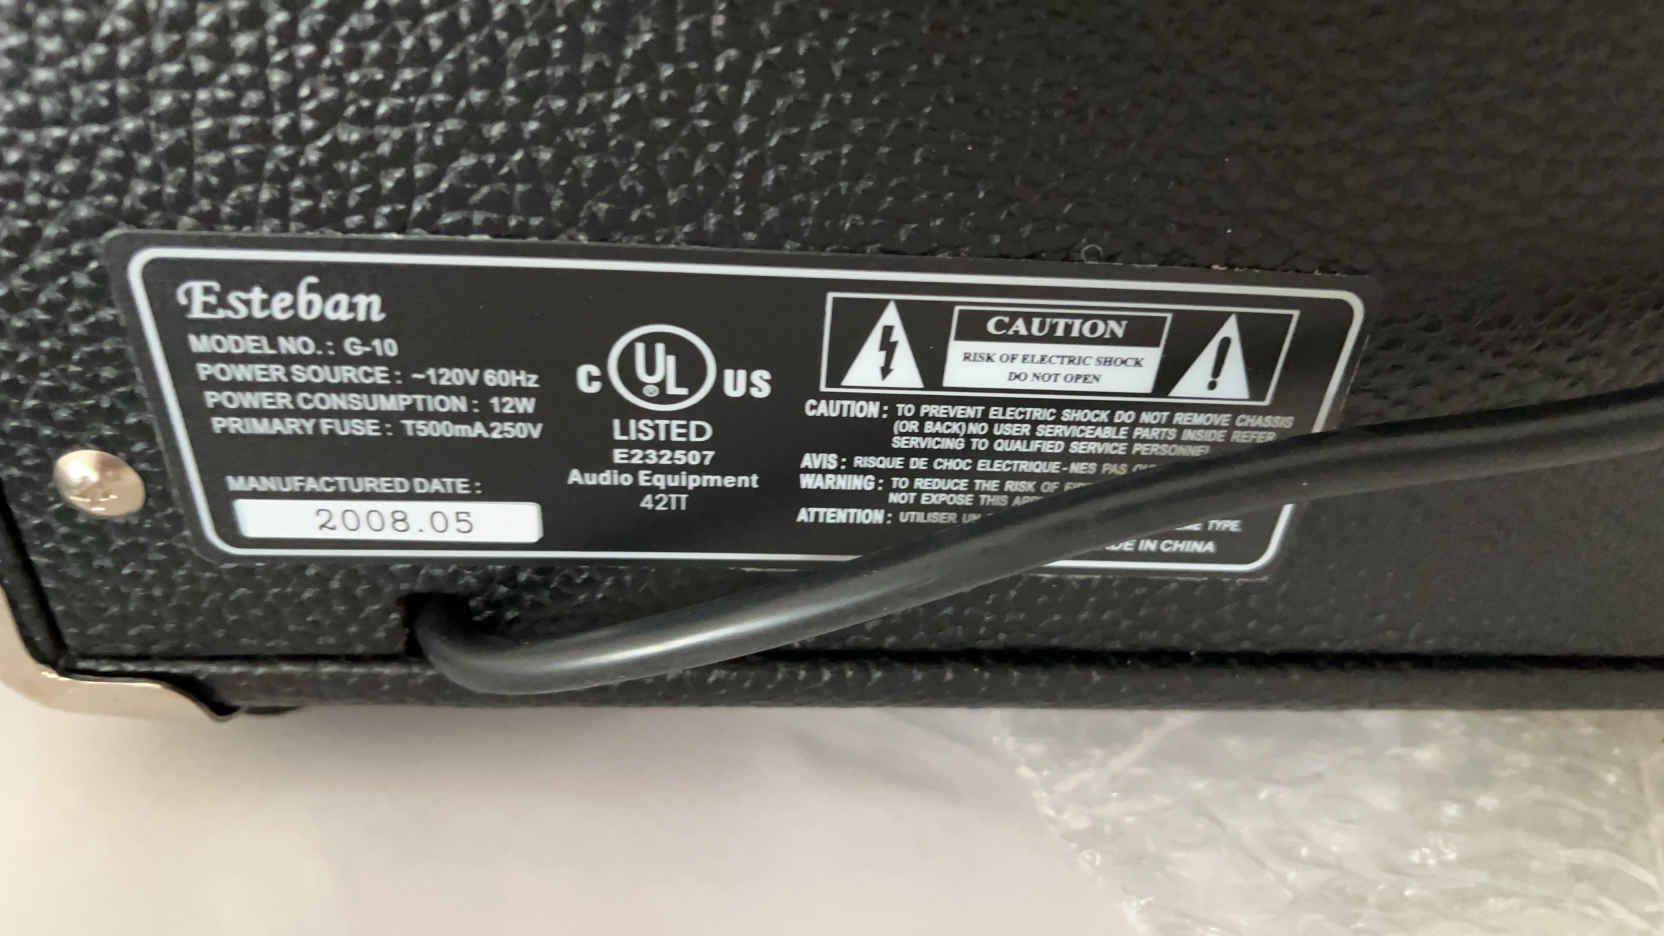 Esteban
MODEL NO. : G-10
POWER SOURCE : ~120V 60Hz
POWER CONSUMPTION : 12W
PRIMARY FUSE : T500mA.250V
MANUFACTURED DATE :
2008.05
C UL ® US
LISTED
E232507
Audio Equipment
42TT
CAUTION
RISK OF ELECTRIC SHOCK
DO NOT OPEN
CAUTION : TO PREVENT ELECTRIC SHOCK DO NOT REMOVE CHASSIS
(OR BACK)NO USER SERVICEABLE PARTS INSIDE REFER
SERVICING TO QUALIFIED SERVICE PERSONNEL
AVIS : RISQUE DE CHOC ELECTRIQUE-NES PAS
WARNING : TO REDUCE THE RISK OF
NOT EXPOSE THIS
ATTENTION : UTILISER
TYPE.
IN CHINA